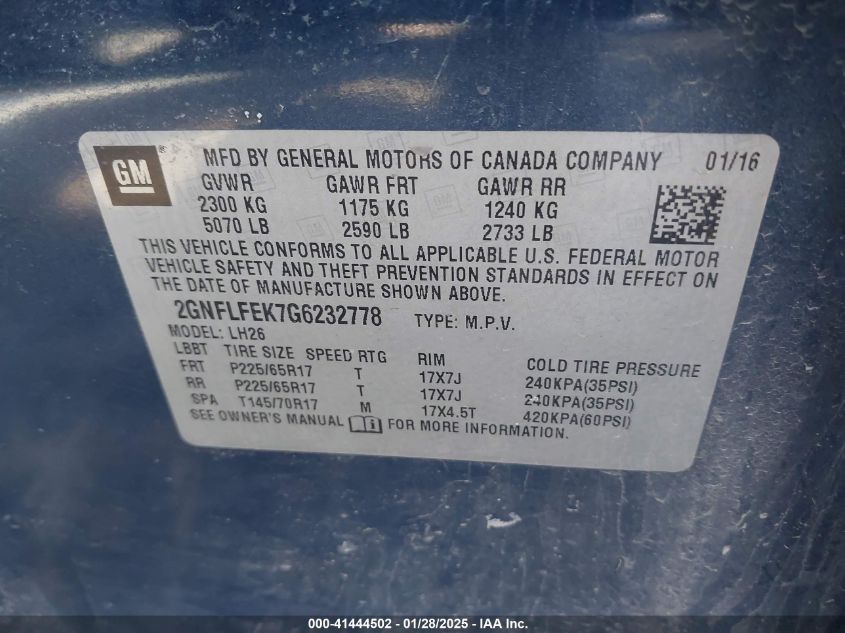 GM ® MFD BY GENERAL MOTORS OF CANADA COMPANY 01/16
GVWR GAWR FRT GAWR RR
2300 KG 1175 KG 1240 KG
5070 LB 2590 LB 2733 LB
THIS VEHICLE CONFORMS TO ALL APPLICABLE U.S. FEDERAL MOTOR
VEHICLE SAFETY AND THEFT PREVENTION STANDARDS IN EFFECT ON
THE DATE OF MANUFACTURE SHOWN ABOVE.
2GNFLFEK7G6232778 TYPE: M.P.V.
MODEL: LH26
LBBT TIRE SIZE SPEED RTG RIM COLD TIRE PRESSURE
FRT P225/65R17 T 17X7J 240KPA(35PSI)
RR P225/65R17 T 17X7J 240KPA(35PSI)
SPA T145/70R17 M 17X4.5T 420KPA(60PSI)
SEE OWNER'S MANUAL FOR MORE INFORMATION.
000-41444502 - 01/28/2025 - IAA Inc.